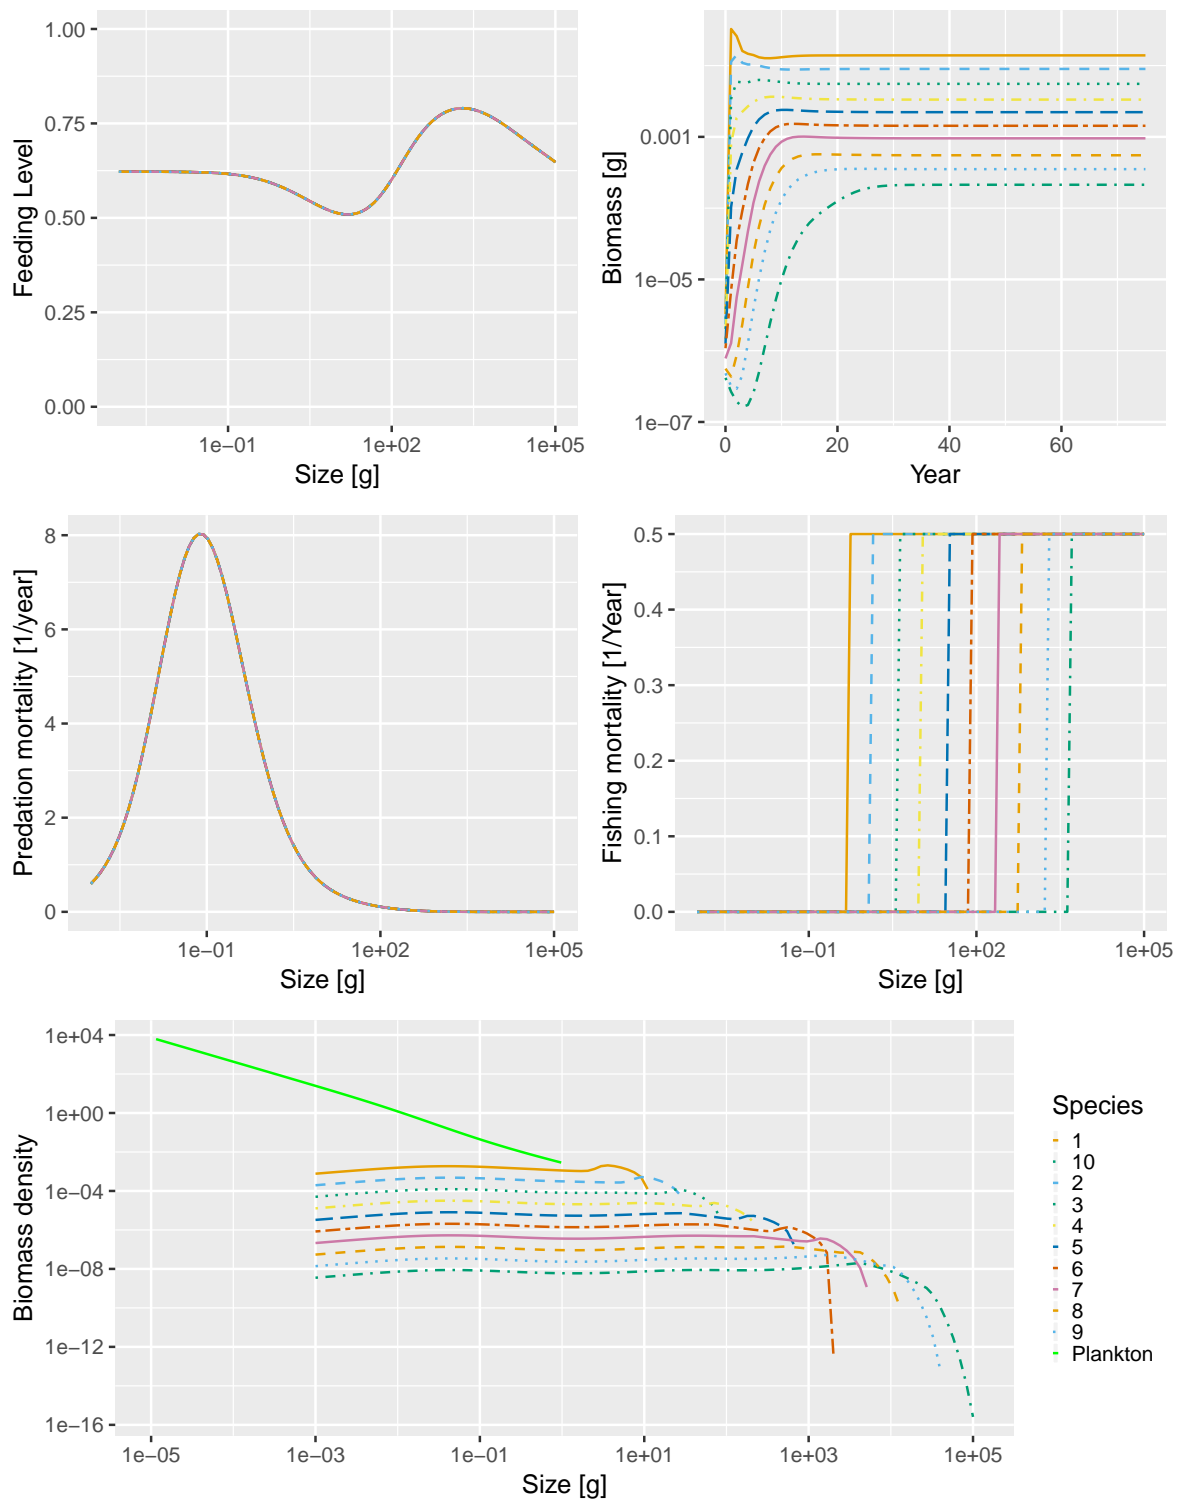 1.00
0.75
0.50
0.25
0.00
Feeding Level
1e−01
1e+02
1e+05
Size [g]
0.001
1e−05
1e−07
Biomass [g]
0
20
40
60
Year
8
6
4
2
0
Predation mortality [1/year]
1e−01
1e+02
1e+05
Size [g]
0.5
0.4
0.3
0.2
0.1
0.0
Fishing mortality [1/Year]
1e−01
1e+02
1e+05
Size [g]
1e+04
1e+00
1e−04
1e−08
1e−12
1e−16
Biomass density
1e−05
1e−03
1e−01
1e+01
1e+03
1e+05
Size [g]
Species
1
10
2
3
4
5
6
7
8
9
Plankton